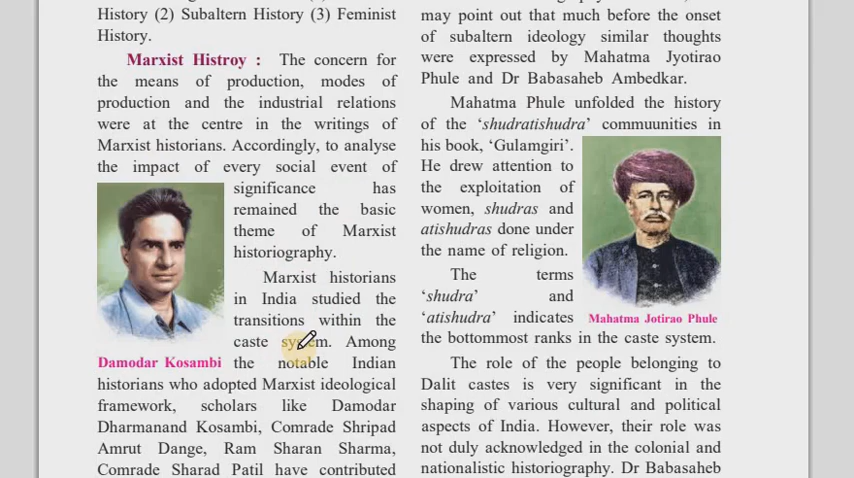 History (2) Subaltern History (3) Feminist
History.
Marxist Histroy : The concern for
the means of production, modes of
production and the industrial relations
were at the centre in the writings of
Marxist historians. Accordingly, to analyse
the impact of every social event of
significance has
remained the basic
theme of Marxist
historiography.
Marxist historians
in India studied the
transitions within the
caste system. Among
Damodar Kosambi the notable Indian
historians who adopted Marxist ideological
framework, scholars like Damodar
Dharmanand Kosambi, Comrade Shripad
Amrut Dange, Ram Sharan Sharma,
Comrade Sharad Patil have contributed
may point out that much before the onset
of subaltern ideology similar thoughts
were expressed by Mahatma Jyotirao
Phule and Dr Babasaheb Ambedkar.
Mahatma Phule unfolded the history
of the ‘shudratishudra’ commuunities in
his book, ‘Gulamgiri’.
He drew attention to
the exploitation of
women, shudras and
atishudras done under
the name of religion.
The terms
‘shudra’ and
‘atishudra’ indicates Mahatma Jotirao Phule
the bottommost ranks in the caste system.
The role of the people belonging to
Dalit castes is very significant in the
shaping of various cultural and political
aspects of India. However, their role was
not duly acknowledged in the colonial and
nationalistic historiography. Dr Babasaheb